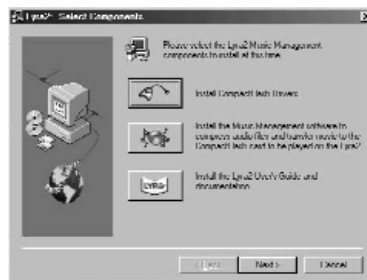 Lyra2 - Select Components
Please select the Lyra2 Music Management
components to install at this time.
Install CompactFlash Drivers
Install the Music Management software to
compress audio files and transfer music to the
CompactFlash card to be played on the Lyra2
LYRA
Install the Lyra2 User's Guide and
documentation
< Back
Next >
Cancel